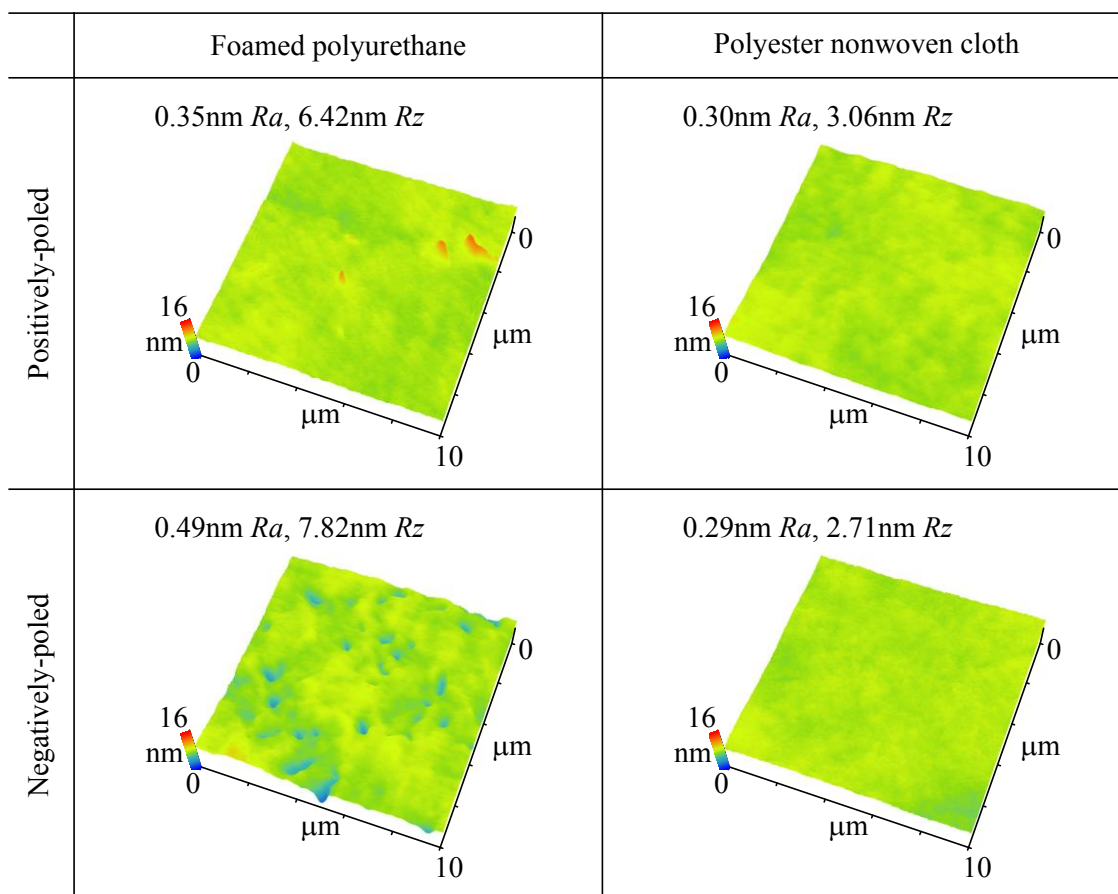 Foamed polyurethane
Polyester nonwoven cloth
Positively-poled
0.35nm Ra, 6.42nm Rz
16
nm
0
μm
10
μm
0
0.30nm Ra, 3.06nm Rz
16
nm
0
μm
10
μm
0
Negatively-poled
0.49nm Ra, 7.82nm Rz
16
nm
0
μm
10
μm
0
0.29nm Ra, 2.71nm Rz
16
nm
0
μm
10
μm
0